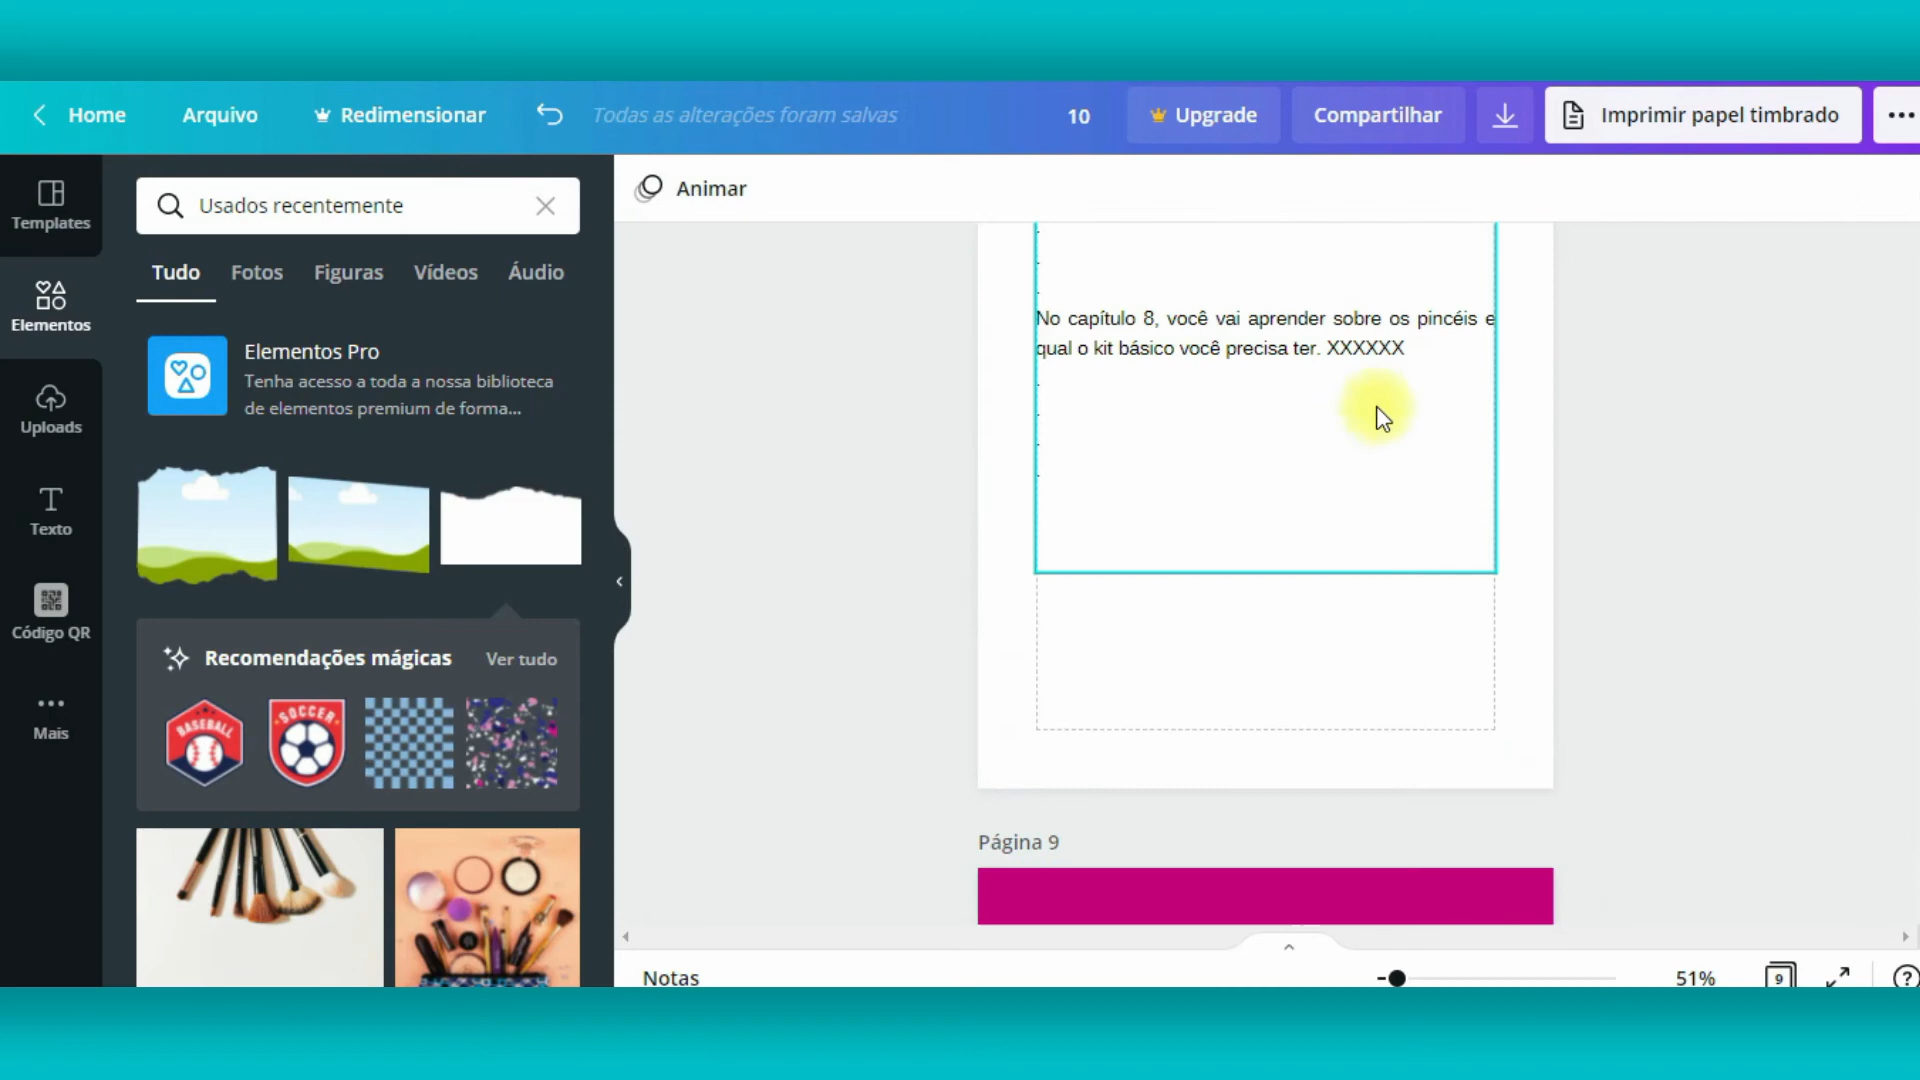 Home
Arquivo
Redimensionar
Todas as alterações foram salvas
10
Upgrade
Compartilhar
Imprimir papel timbrado
Templates
Elementos
Uploads
Texto
Código QR
Mais
Usados recentemente
Tudo
Fotos
Figuras
Vídeos
Áudio
Elementos Pro
Tenha acesso a toda a nossa biblioteca
de elementos premium de forma...
Recomendações mágicas
Ver tudo
BASEBALL
SOCCER
Animar
No capítulo 8, você vai aprender sobre os pincéis e
qual o kit básico você precisa ter. XXXXXX
Página 9
Notas
51%
9
?